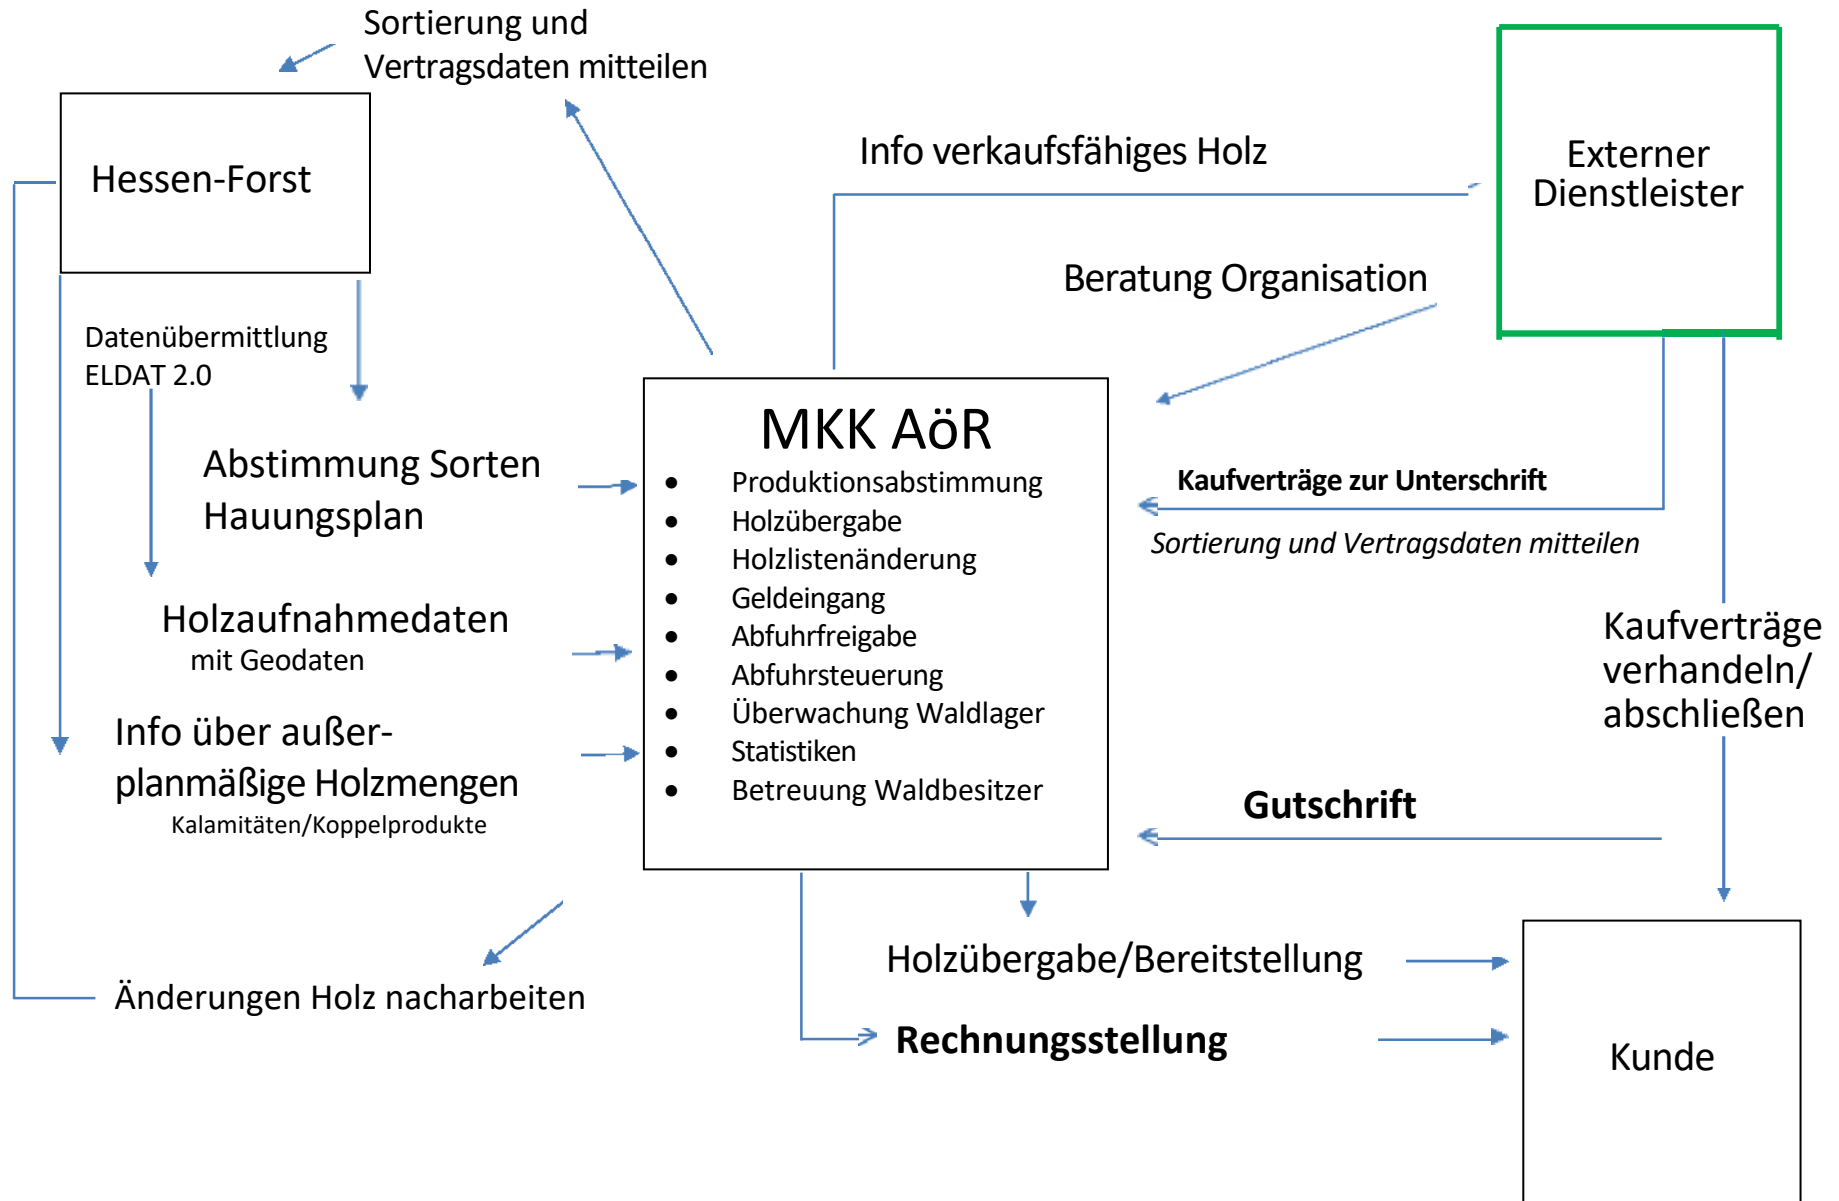 Sortierung und
Vertragsdaten mitteilen
Hessen-Forst
Info verkaufsfähiges Holz
Externer
Dienstleister
Beratung Organisation
Datenübermittlung
ELDAT 2.0
Abstimmung Sorten
Hauungsplan
Holzaufnahmedaten
mit Geodaten
Info über außer-
planmäßige Holzmengen
Kalamitäten/Koppelprodukte
Änderungen Holz nacharbeiten
MKK AöR
• Produktionsabstimmung
• Holzübergabe
• Holzlistenänderung
• Geldeingang
• Abfuhrfreigabe
• Abfuhrsteuerung
• Überwachung Waldlager
• Statistiken
• Betreuung Waldbesitzer
Kaufverträge zur Unterschrift
Sortierung und Vertragsdaten mitteilen
Kaufverträge
verhandeln/
abschließen
Gutschrift
Holzübergabe/Bereitstellung
Rechnungsstellung
Kunde